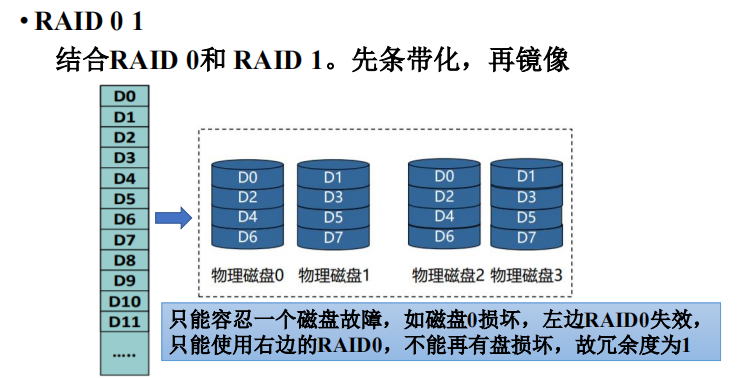 • RAID 0 1
结合RAID 0和 RAID 1。先条带化，再镜像
D0
D1
D2
D3
D4
D5
D6
D7
D8
D9
D10
D11
.....
D0
D2
D4
D6
物理磁盘0
D1
D3
D5
D7
物理磁盘1
D0
D2
D4
D6
物理磁盘2
D1
D3
D5
D7
物理磁盘3
只能容忍一个磁盘故障，如磁盘0损坏，左边RAID0失效，
只能使用右边的RAID0，不能再有盘损坏，故冗余度为1